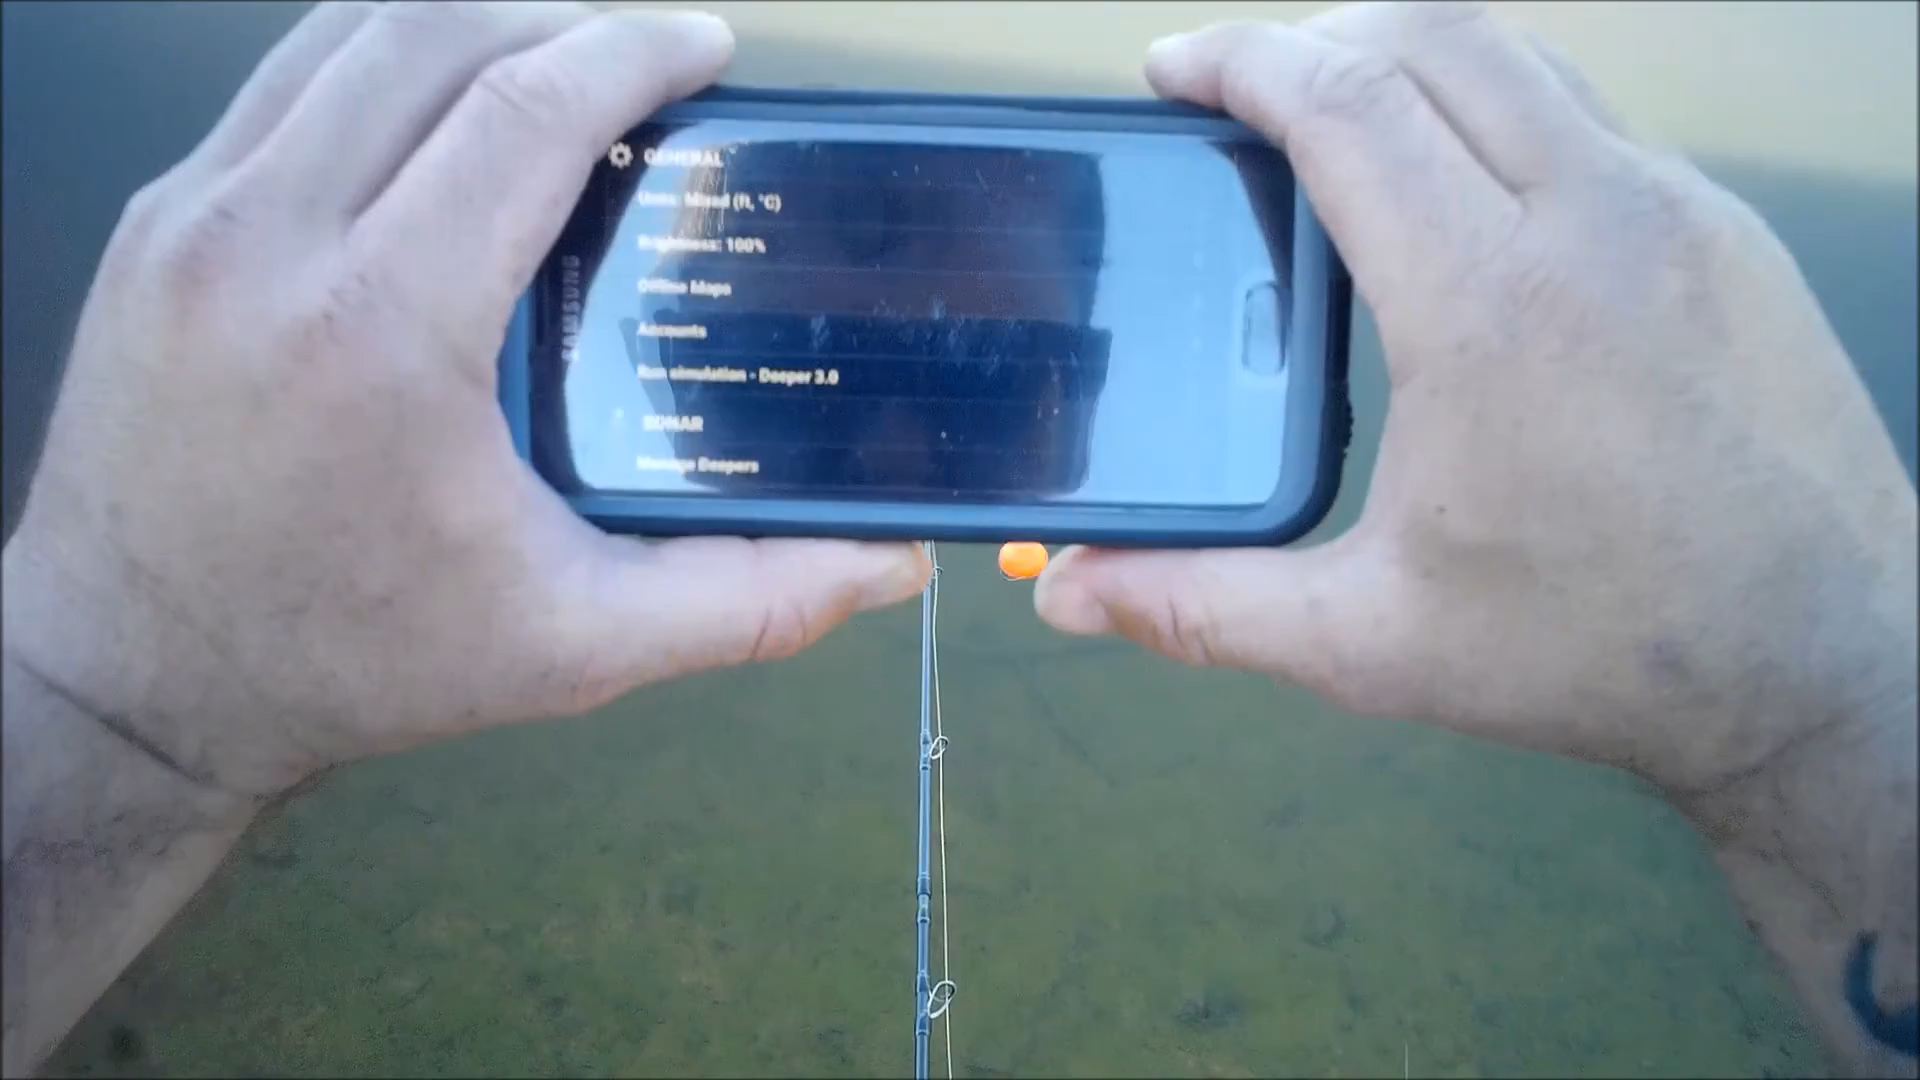 GENERAL
Units: Mixed (ft, °C)
Brightness: 100%
Offline Maps
Accounts
Run simulation - Deeper 3.0
SONAR
Manage Deepers
SAMSUNG